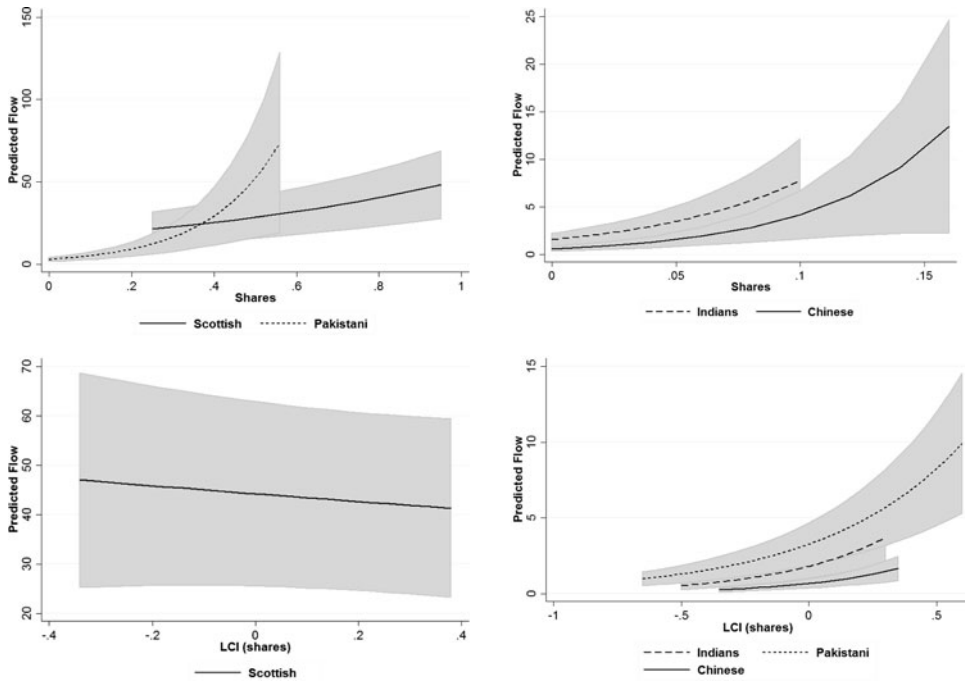 150
100
50
0
Predicted Flow
0
.2
.4
.6
.8
1
Shares
Scottish
Pakistani
25
20
15
10
5
0
Predicted Flow
0
.05
.1
.15
Shares
Indians
Chinese
70
60
50
40
30
20
Predicted Flow
-.4
-.2
0
.2
.4
LCI (shares)
Scottish
15
10
5
0
Predicted Flow
-1
-.5
0
.5
LCI (shares)
Indians
Pakistani
Chinese